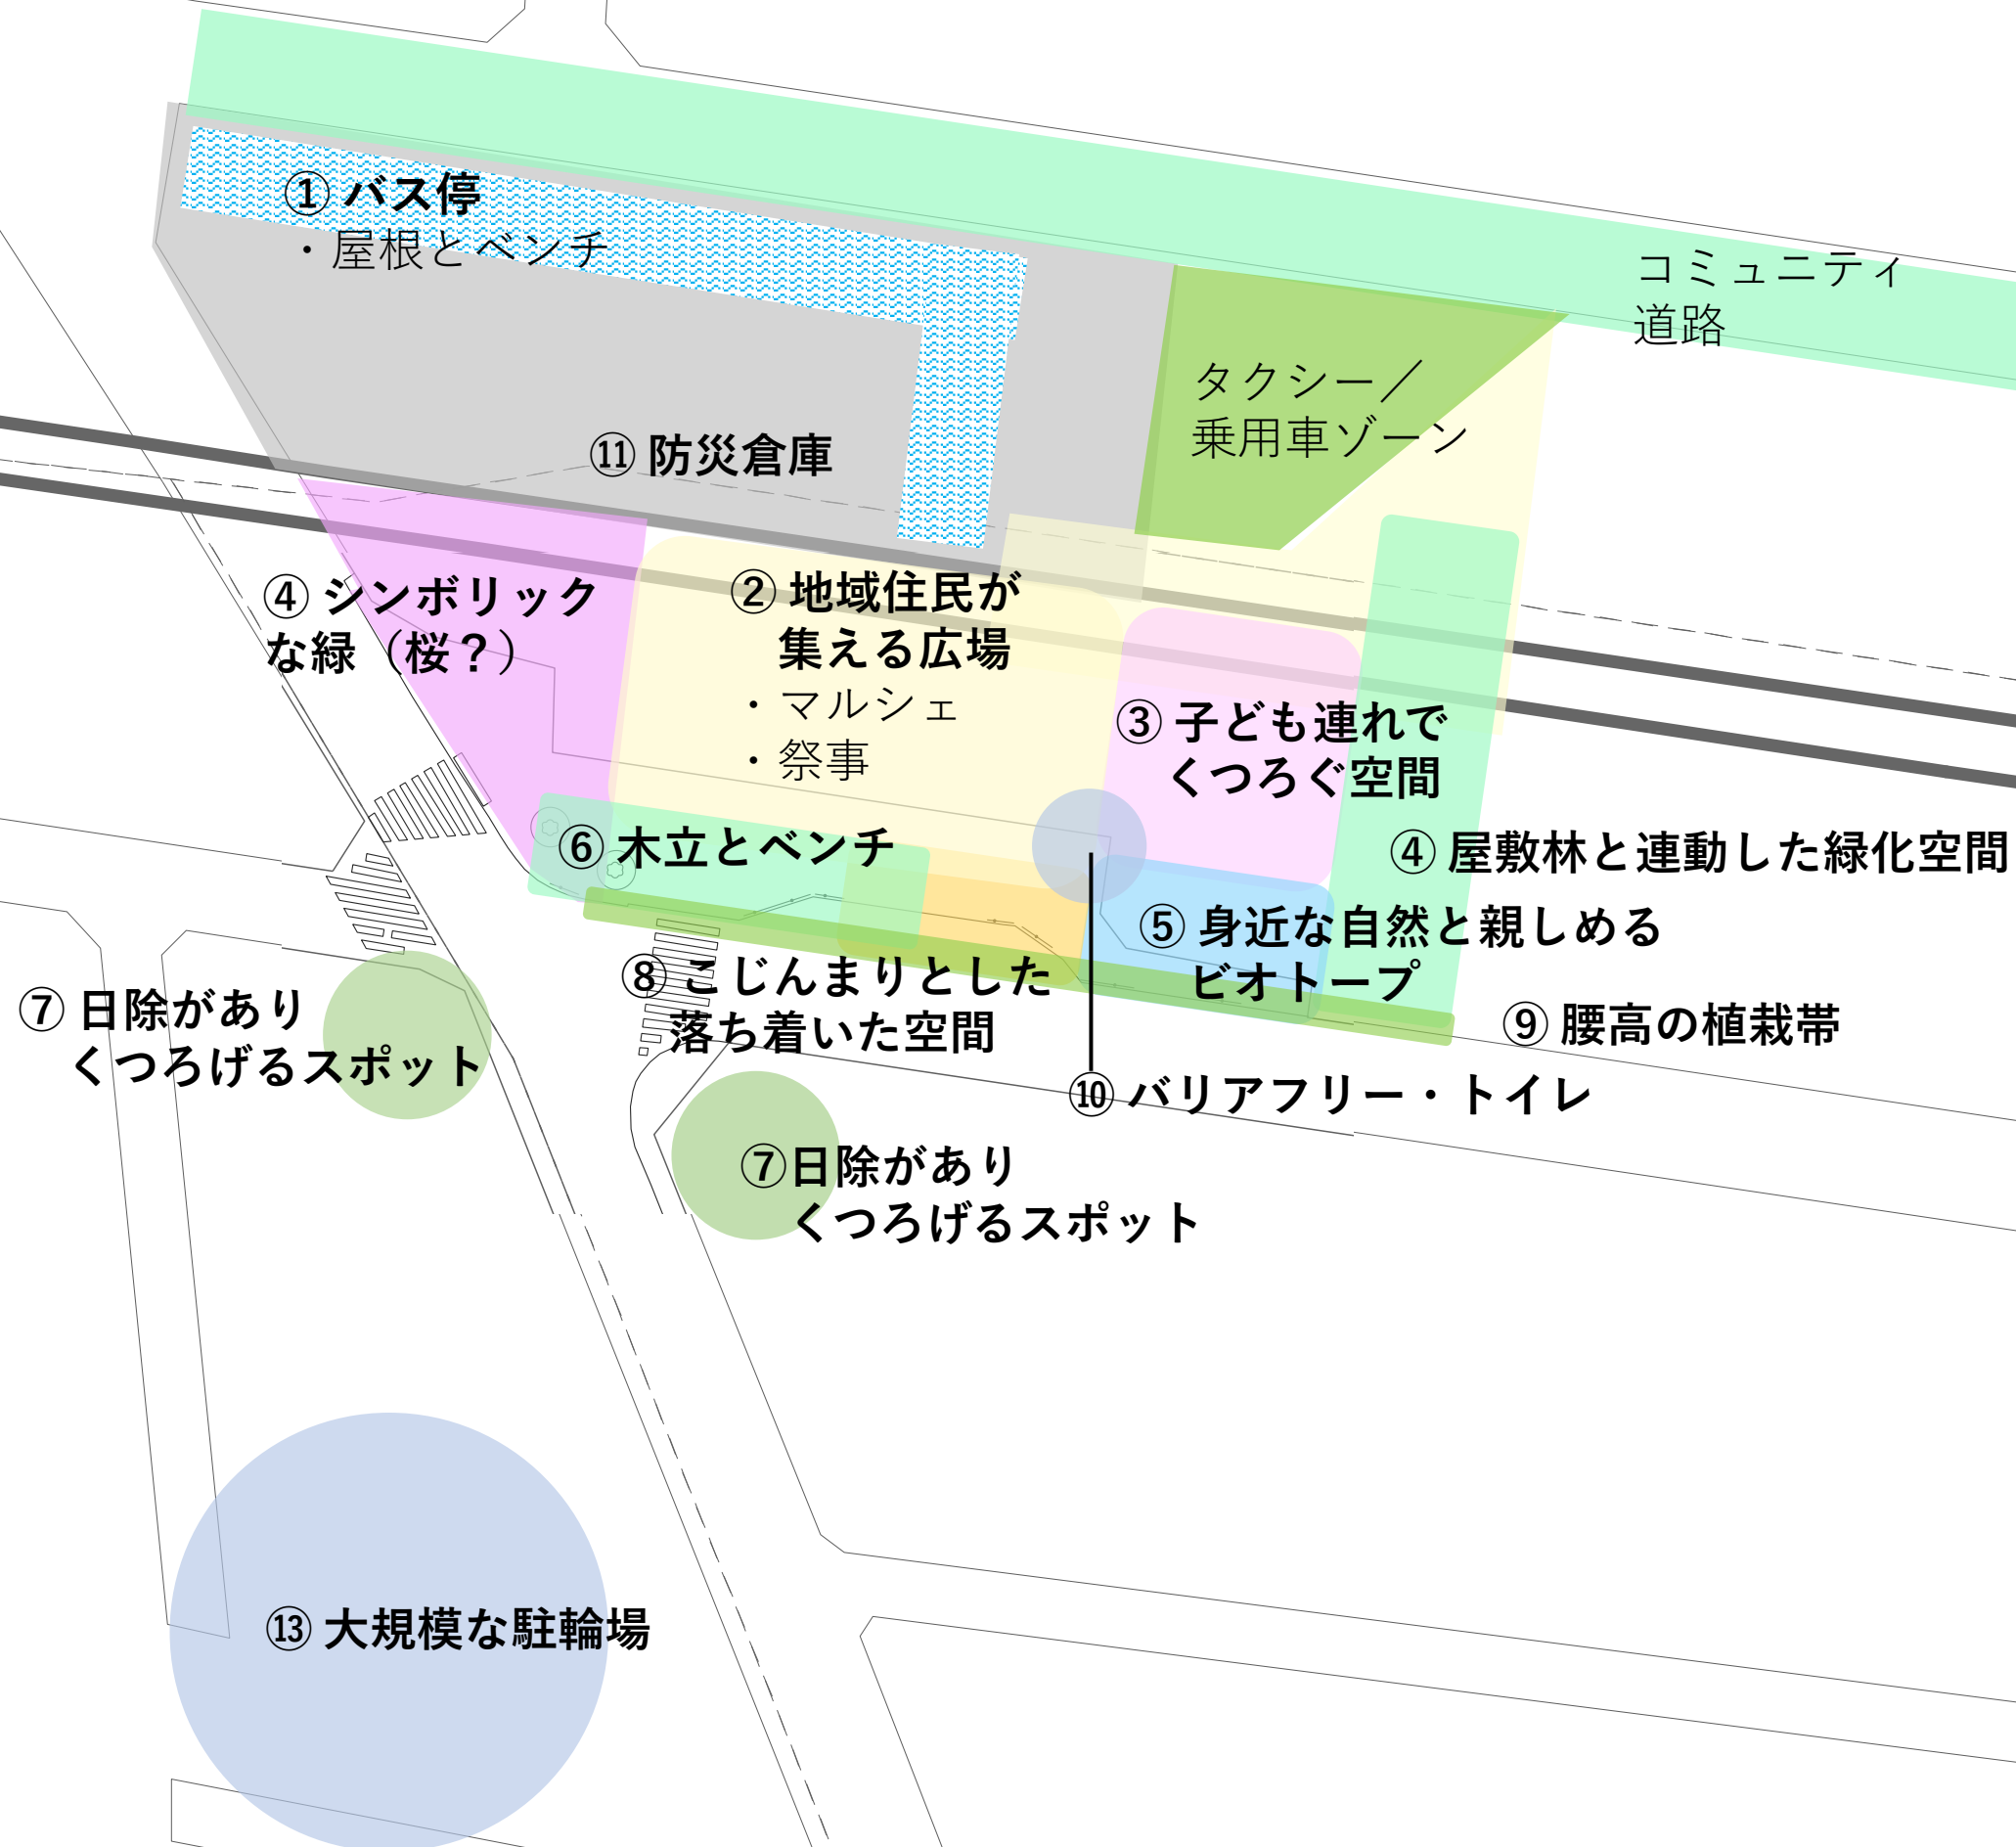 ① バス停
・屋根とベンチ
コミュニティ
道路
タクシー／
乗用車ゾーン
⑪ 防災倉庫
④ シンボリック
な緑（桜？）
② 地域住民が
集える広場
・マルシェ
・祭事
③ 子ども連れで
くつろぐ空間
⑥ 木立とベンチ
④ 屋敷林と連動した緑化空間
⑤ 身近な自然と親しめる
ビオトープ
⑧ こじんまりとした
落ち着いた空間
⑦ 日除があり
くつろげるスポット
⑨ 腰高の植栽帯
⑩ バリアフリー・トイレ
⑦日除があり
くつろげるスポット
⑬ 大規模な駐輪場